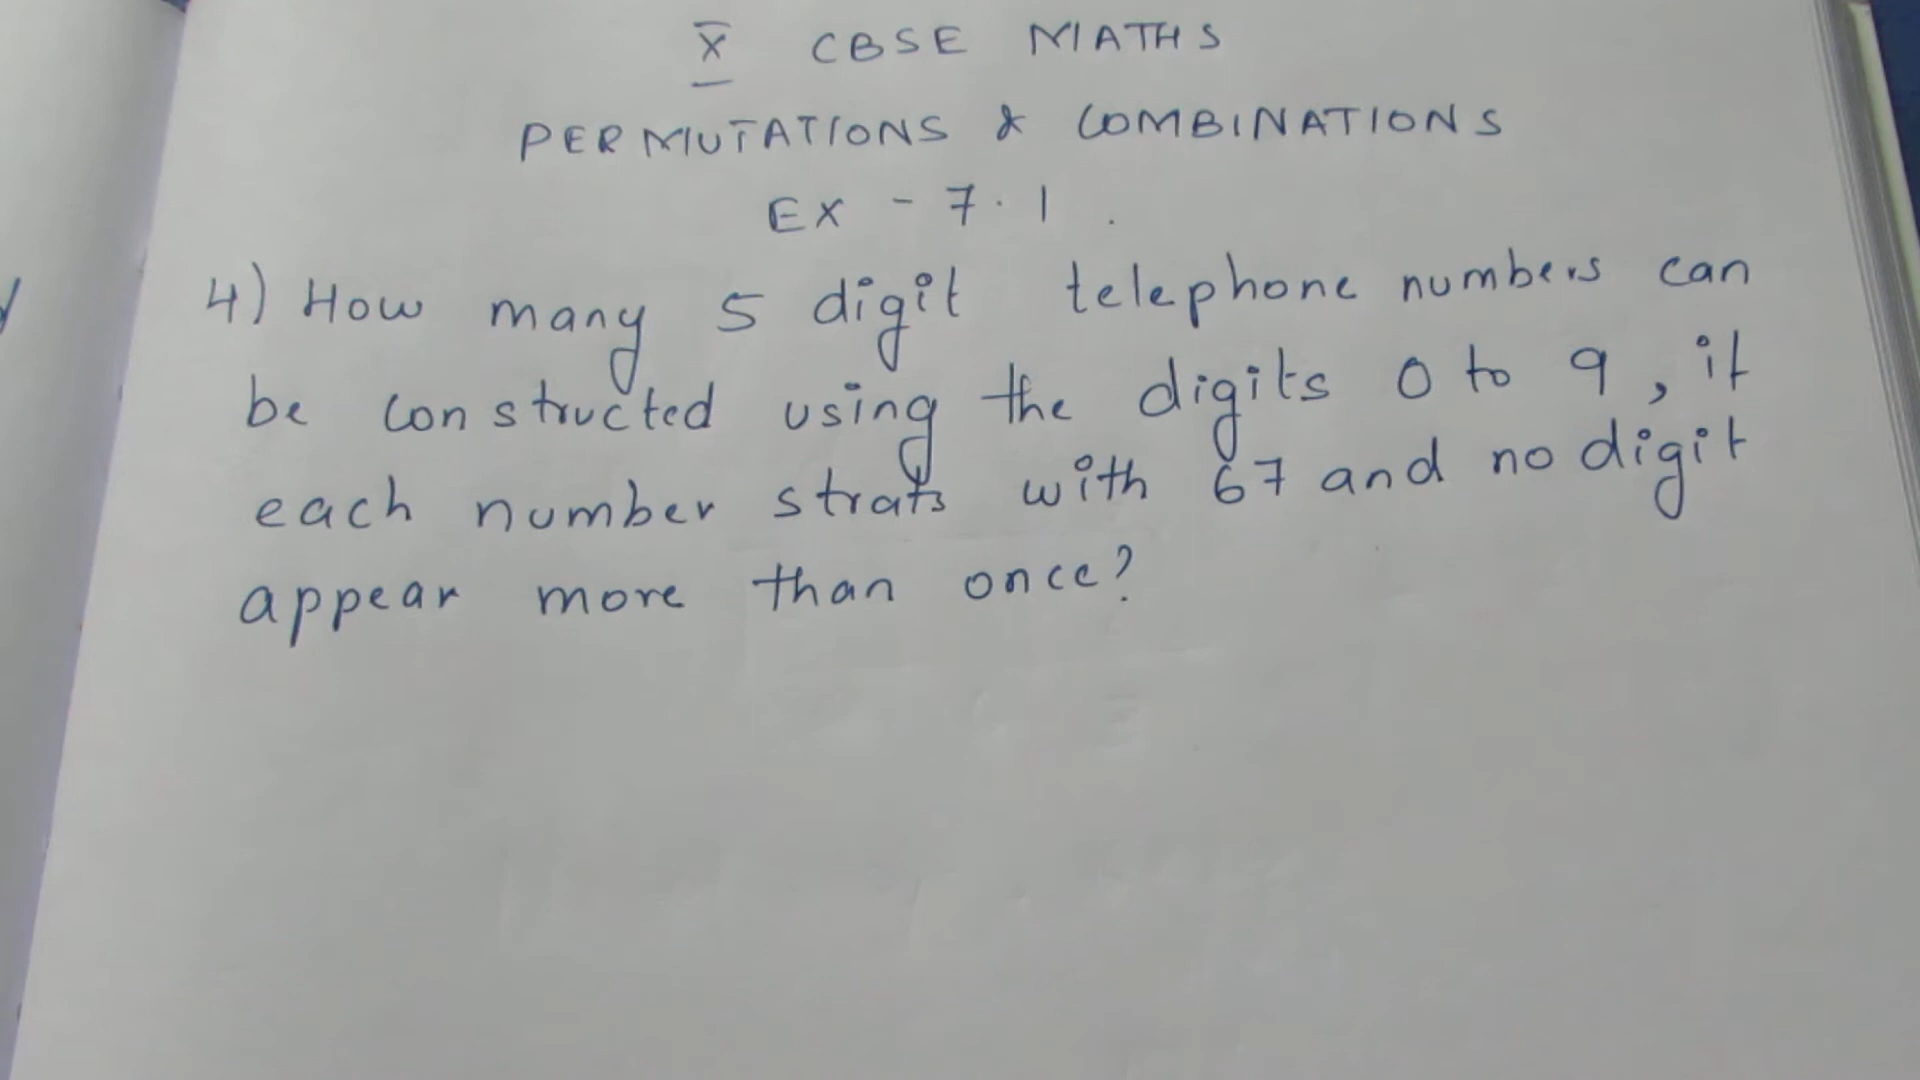 X CBSE MATHS
PERMUTATIONS & COMBINATIONS
EX - 7.1.
4) How many 5 digit telephone numbers can
be constructed using the digits 0 to 9, if
each number strats with 67 and no digit
appear more than once?